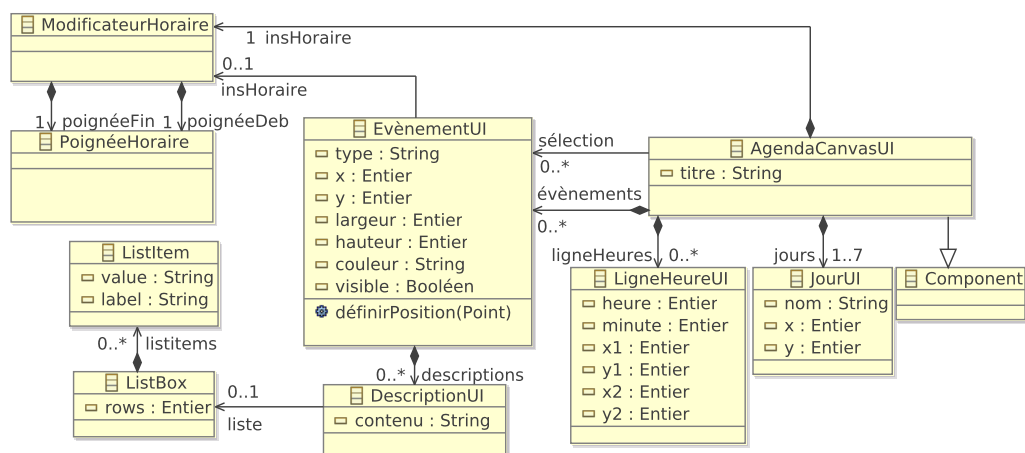 ModificateurHoraire
1 insHoraire
0..1
insHoraire
1 poignéeFin 1 poignéeDeb
PoignéeHoraire
EvènementUI
type : String
x : Entier
y : Entier
largeur : Entier
hauteur : Entier
couleur : String
visible : Booléen
définirPosition(Point)
sélection
0..*
évènements
0..*
AgendaCanvasUI
titre : String
ligneHeures 0..*
jours 1..7
ListItem
value : String
label : String
0..* listitems
ListBox
rows : Entier
0..1
liste
0..* descriptions
DescriptionUI
contenu : String
LigneHeureUI
heure : Entier
minute : Entier
x1 : Entier
y1 : Entier
x2 : Entier
y2 : Entier
JourUI
nom : String
x : Entier
y : Entier
Component